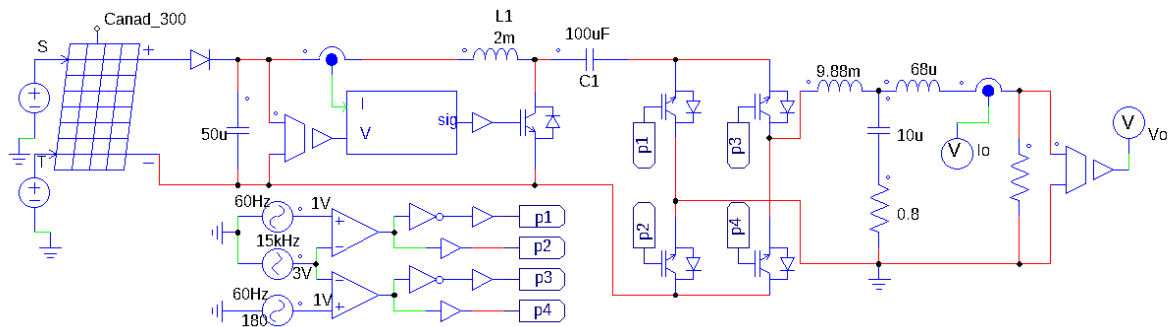 Canad_300
S
+
T
−
50u
I
V
sig
L1
2m
100uF
C1
p1
p3
p2
p4
9.88m
68u
10u
0.8
V
Io
V
Vo
60Hz
1V
15kHz
3V
60Hz
180
1V
+
−
−
+
p1
p2
p3
p4